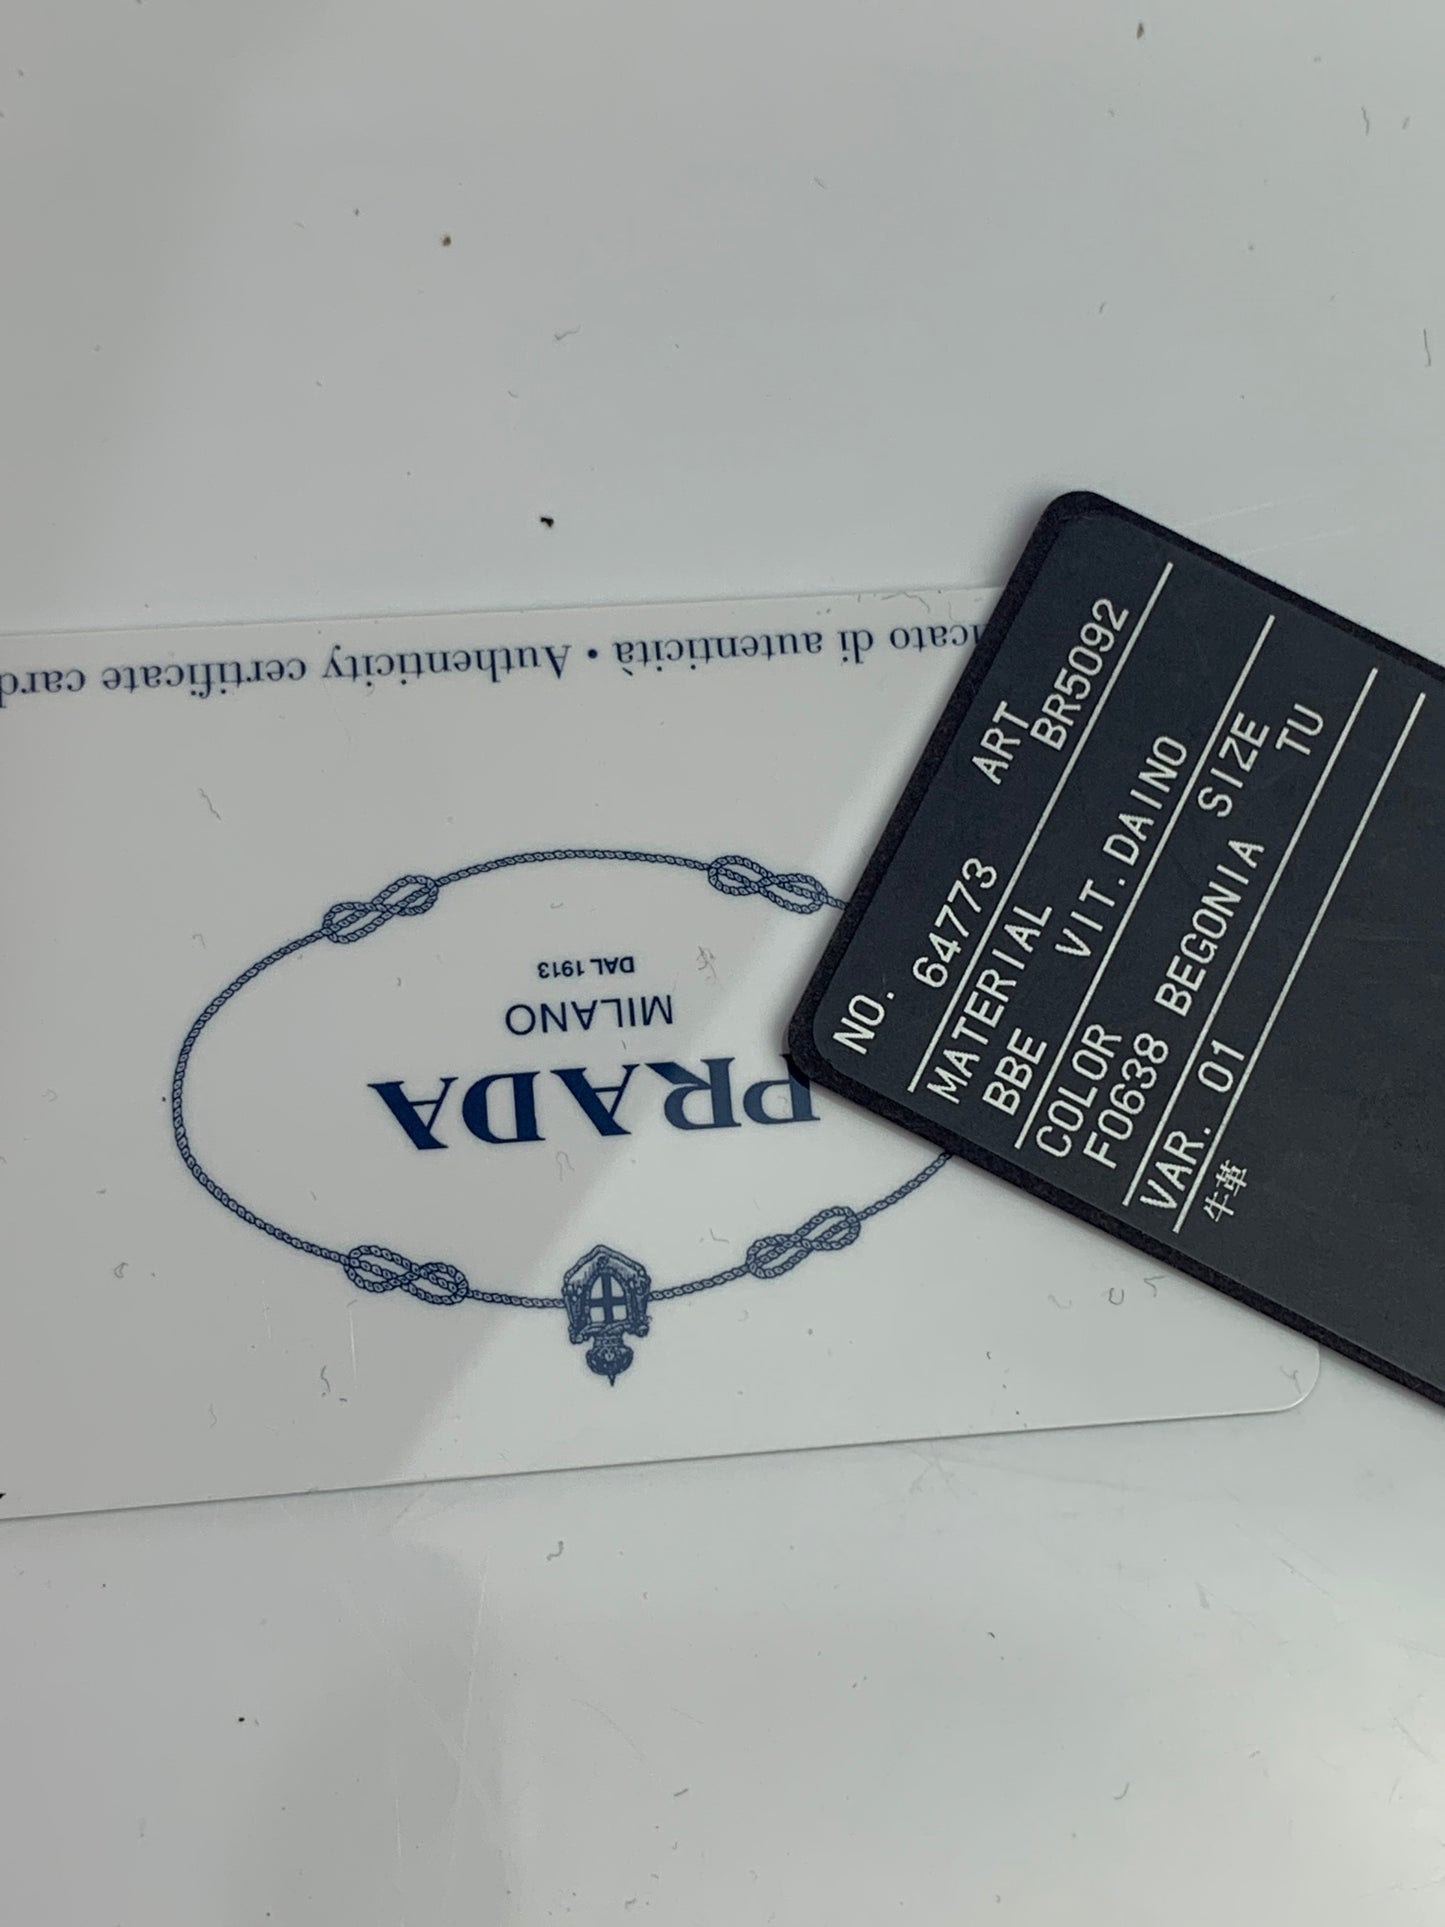 PRADA
MILANO
DAL 1913
cato di autenticità • Authenticity certificate card
NO. ART
64773 BR5092
MATERIAL
BBE VIT.DAINO
COLOR SIZE
F0638 BEGONIA TU
VAR. 01
牛革